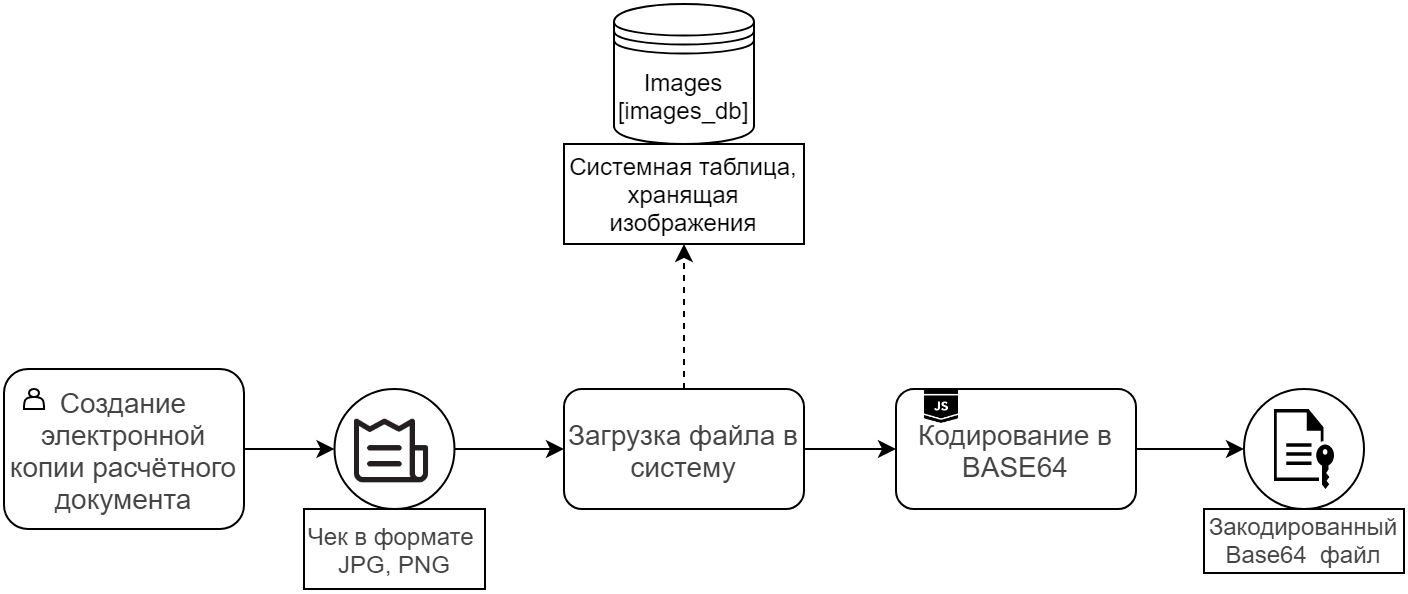 Images
[images_db]
Системная таблица,
хранящая
изображения
Создание
электронной
копии расчётного
документа
Чек в формате
JPG, PNG
Загрузка файла в
систему
JS
Кодирование в
BASE64
Закодированный
Base64 файл